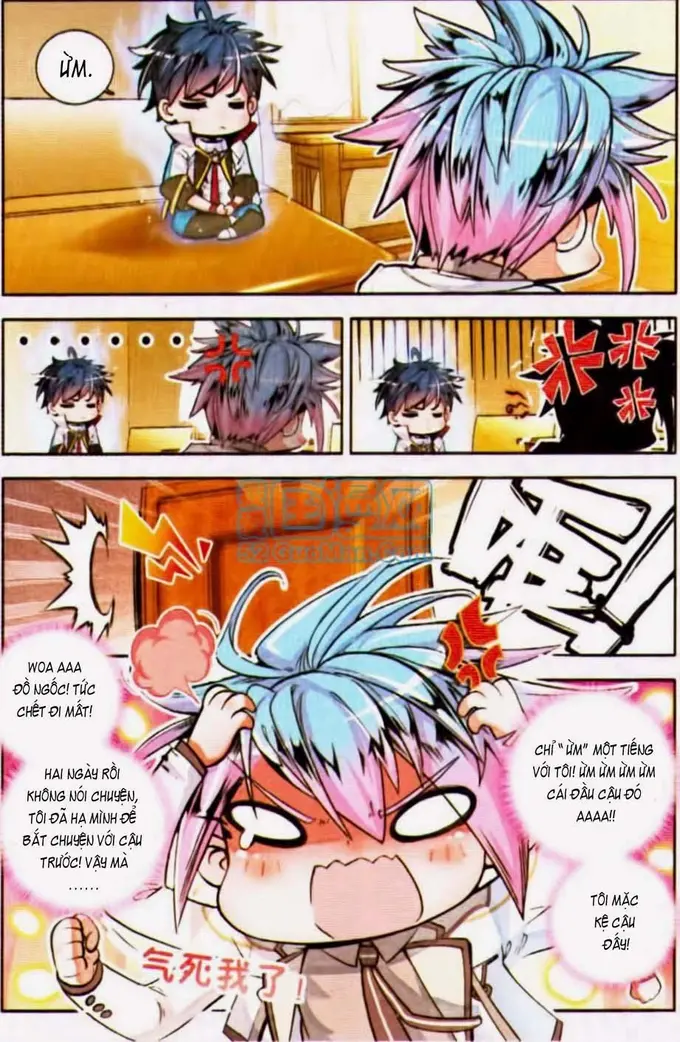 ỪM.
WOA AAA
ĐỒ NGỐC! TỨC
CHẾT ĐI MẤT!
HAI NGÀY RỒI
KHÔNG NÓI CHUYỆN,
TÔI ĐÃ HẠ MÌNH ĐỂ
BẮT CHUYỆN VỚI CẬU
TRƯỚC! VẬY MÀ
......
CHỈ "ỪM" MỘT TIẾNG
VỚI TÔI! ỪM ỪM ỪM ỪM
CÁI ĐẦU CẬU ĐÓ
AAAA!!
TÔI MẶC
KỆ CẬU
ĐẤY!
气死我了!